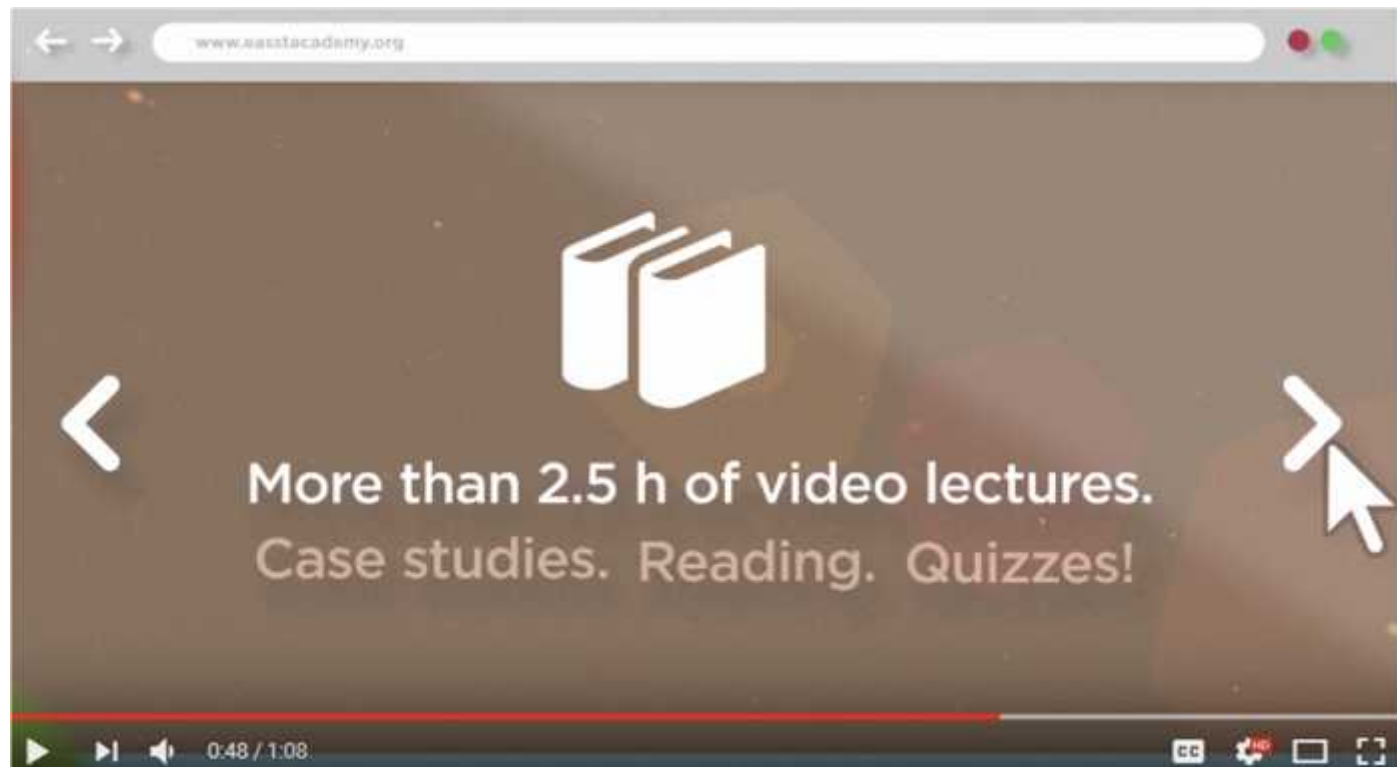 www.easstacademy.org
More than 2.5 h of video lectures.
Case studies. Reading. Quizzes!
0:48 / 1:08
CC
HD